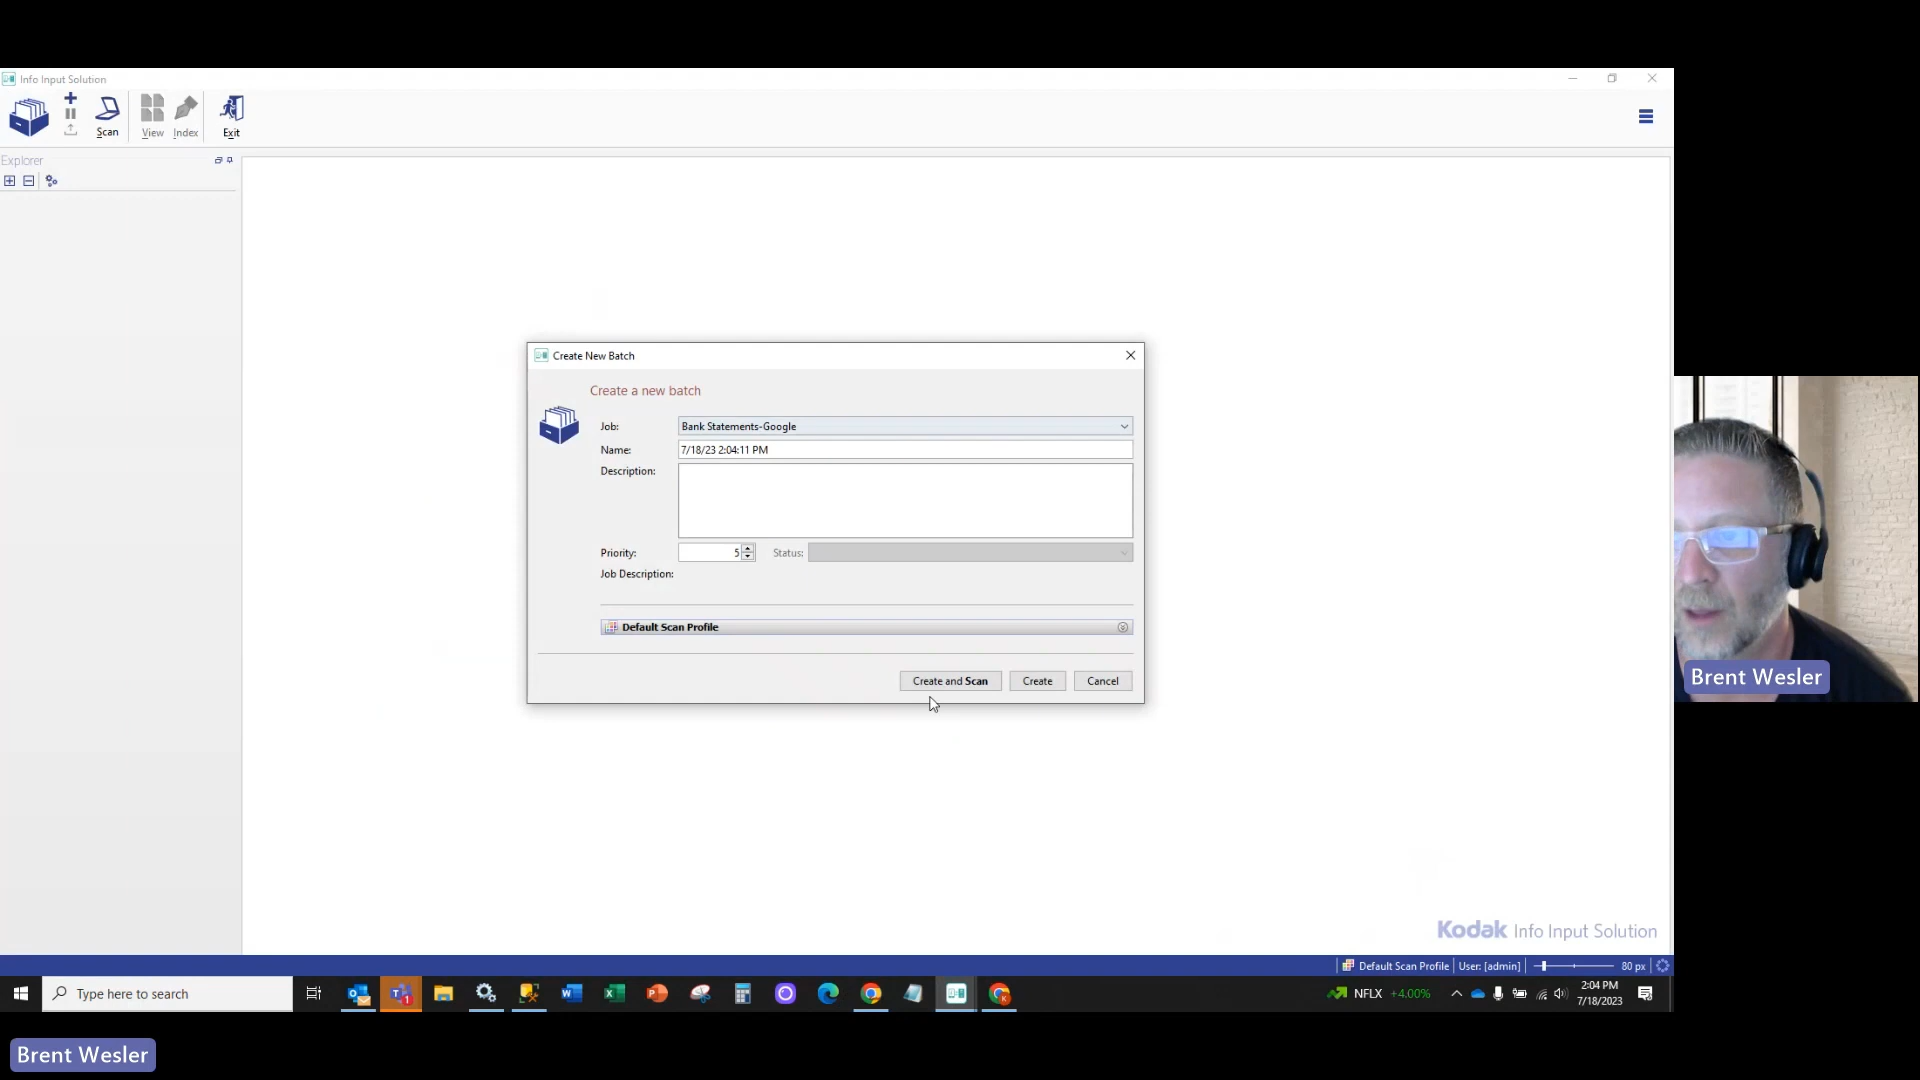 Info Input Solution
Scan
View
Index
Exit
Explorer
Create New Batch
Create a new batch
Job:
Bank Statements-Google
Name:
7/18/23 2:04:11 PM
Description:
Priority:
5
Status:
Job Description:
Default Scan Profile
Create and Scan
Create
Cancel
Brent Wesler
Kodak Info Input Solution
Default Scan Profile
User: [admin]
80 px
Type here to search
NFLX +4.00%
2:04 PM
7/18/2023
Brent Wesler